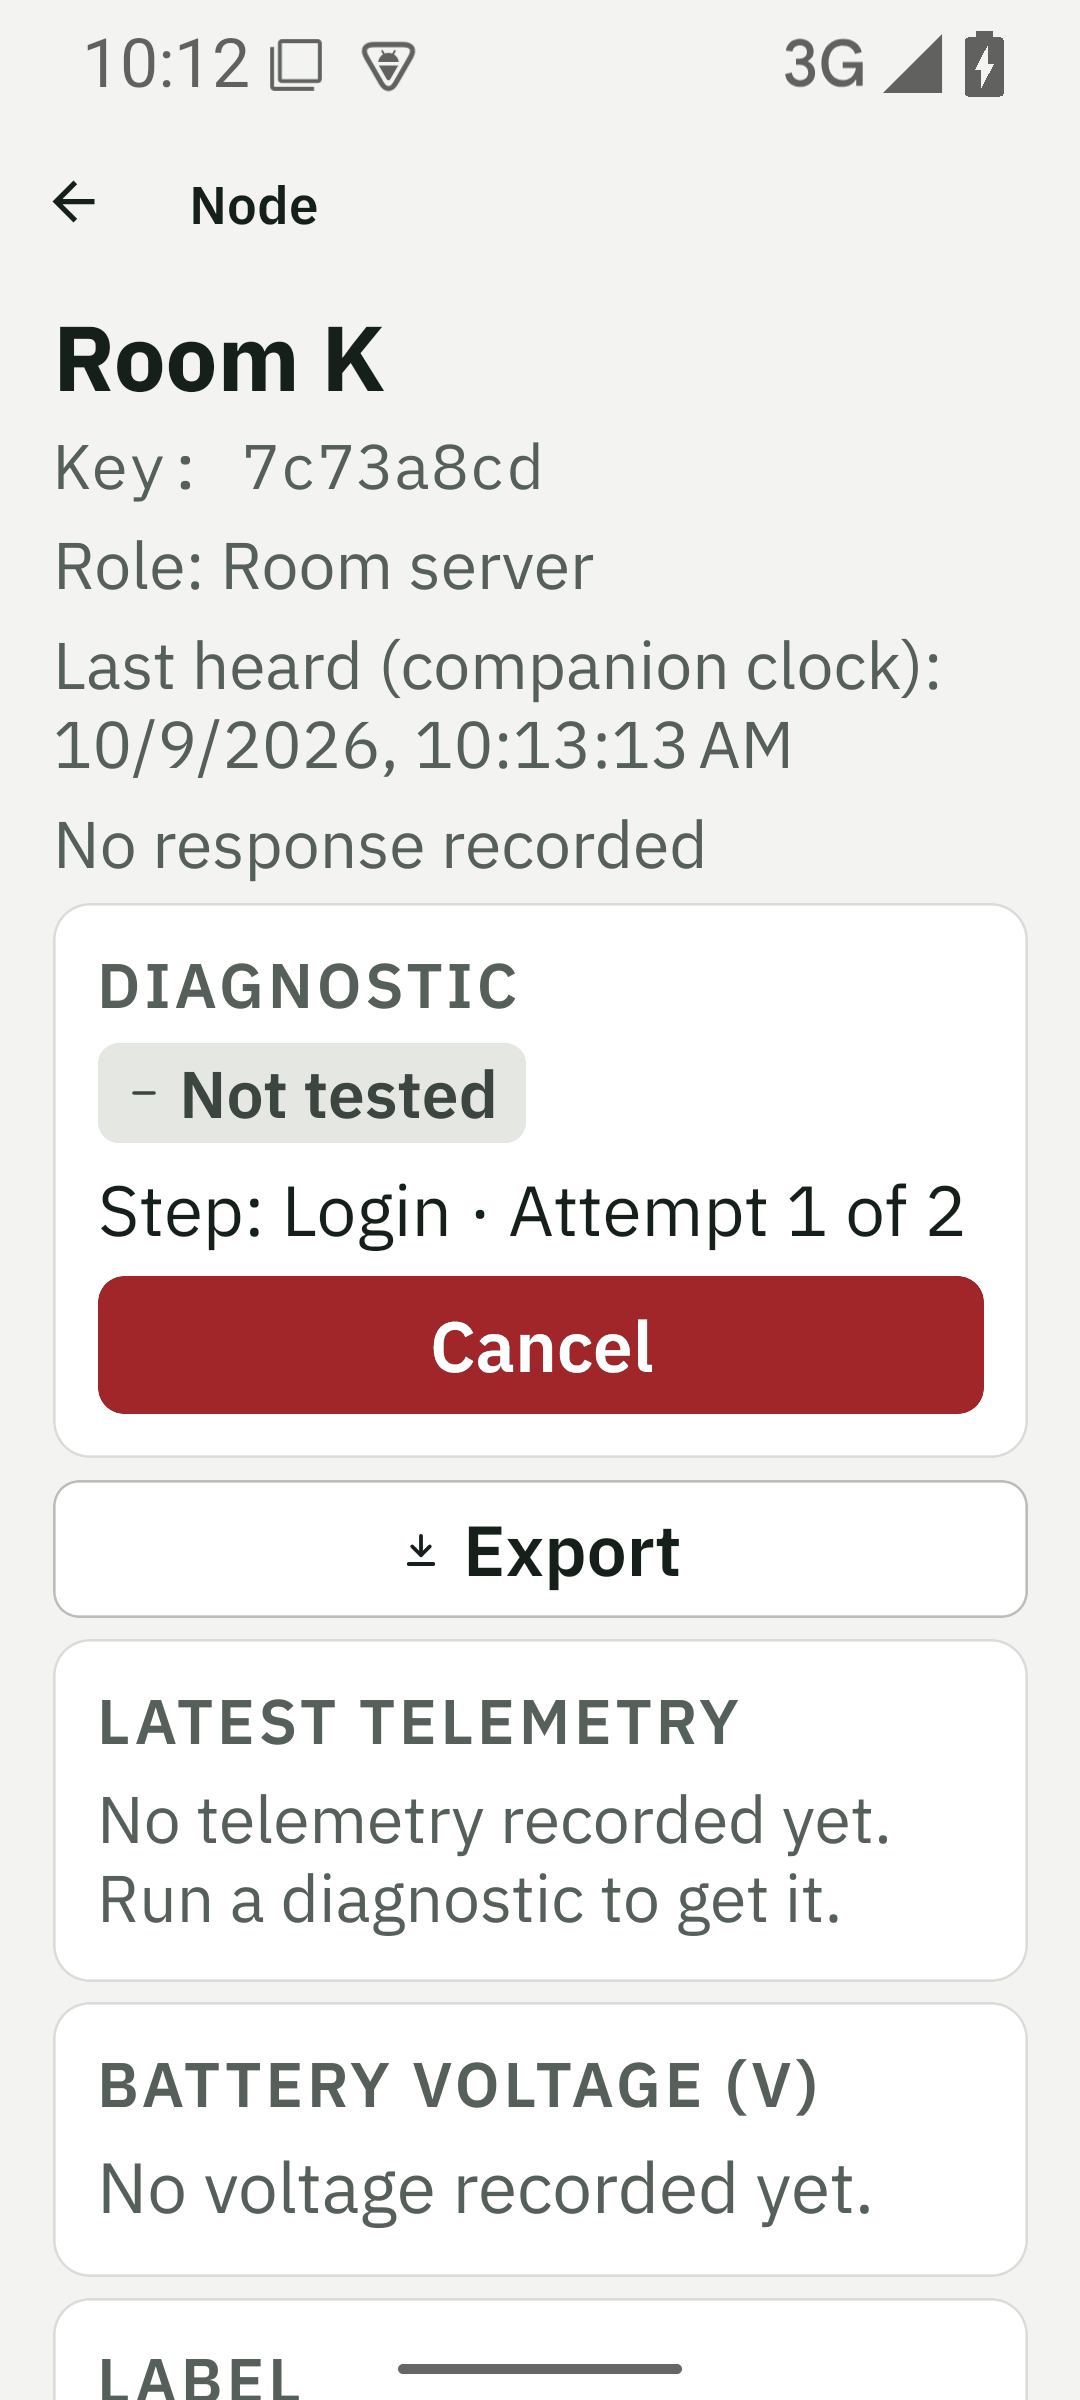 10:12
3G
Node
Room K
Key: 7c73a8cd
Role: Room server
Last heard (companion clock):
10/9/2026, 10:13:13 AM
No response recorded
DIAGNOSTIC
– Not tested
Step: Login · Attempt 1 of 2
Cancel
Export
LATEST TELEMETRY
No telemetry recorded yet.
Run a diagnostic to get it.
BATTERY VOLTAGE (V)
No voltage recorded yet.
LABEL